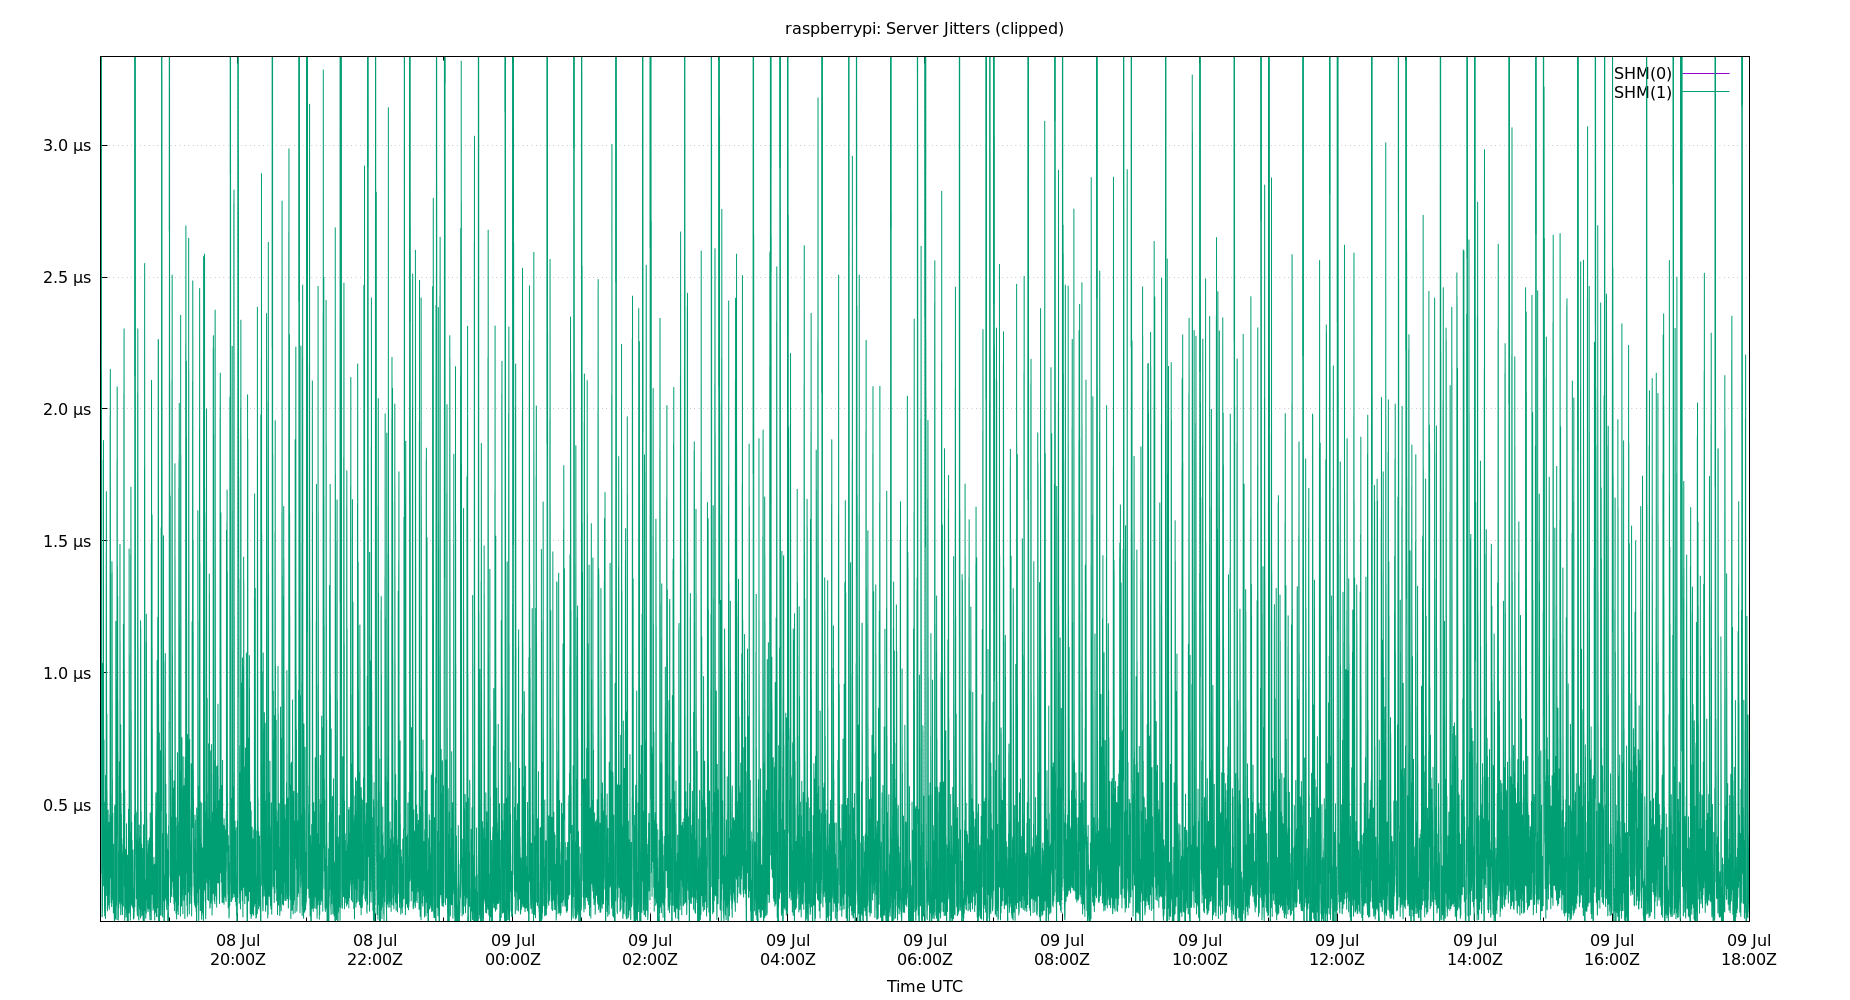 raspberrypi: Server Jitters (clipped)
SHM(0)
SHM(1)
3.0 µs
2.5 µs
2.0 µs
1.5 µs
1.0 µs
0.5 µs
08 Jul 08 Jul 09 Jul 09 Jul 09 Jul 09 Jul 09 Jul 09 Jul 09 Jul 09 Jul 09 Jul 09 Jul
20:00Z 22:00Z 00:00Z 02:00Z 04:00Z 06:00Z 08:00Z 10:00Z 12:00Z 14:00Z 16:00Z 18:00Z
Time UTC